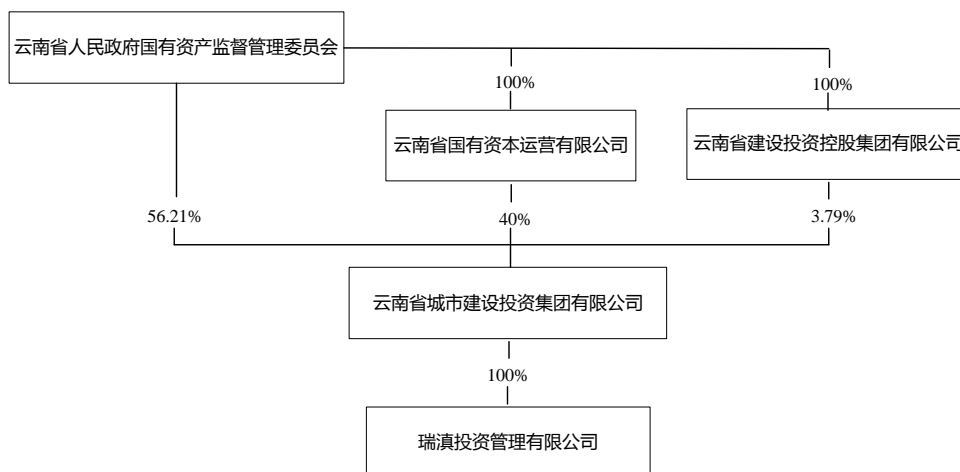 云南省人民政府国有资产监督管理委员会
100%
100%
云南省国有资本运营有限公司
云南省建设投资控股集团有限公司
56.21%
40%
3.79%
云南省城市建设投资集团有限公司
100%
瑞滇投资管理有限公司